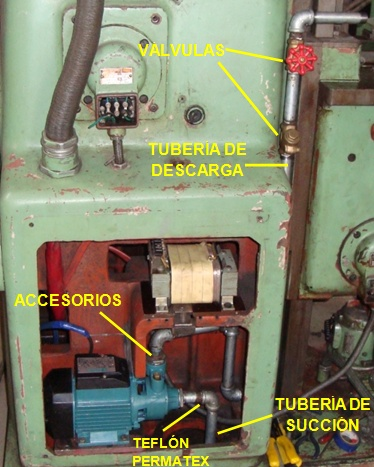 VALVULAS
TUBERIA DE
DESCARGA
ACCESORIOS
TUBERIA DE
SUCCIÓN
TEFLÓN
PERMATEX